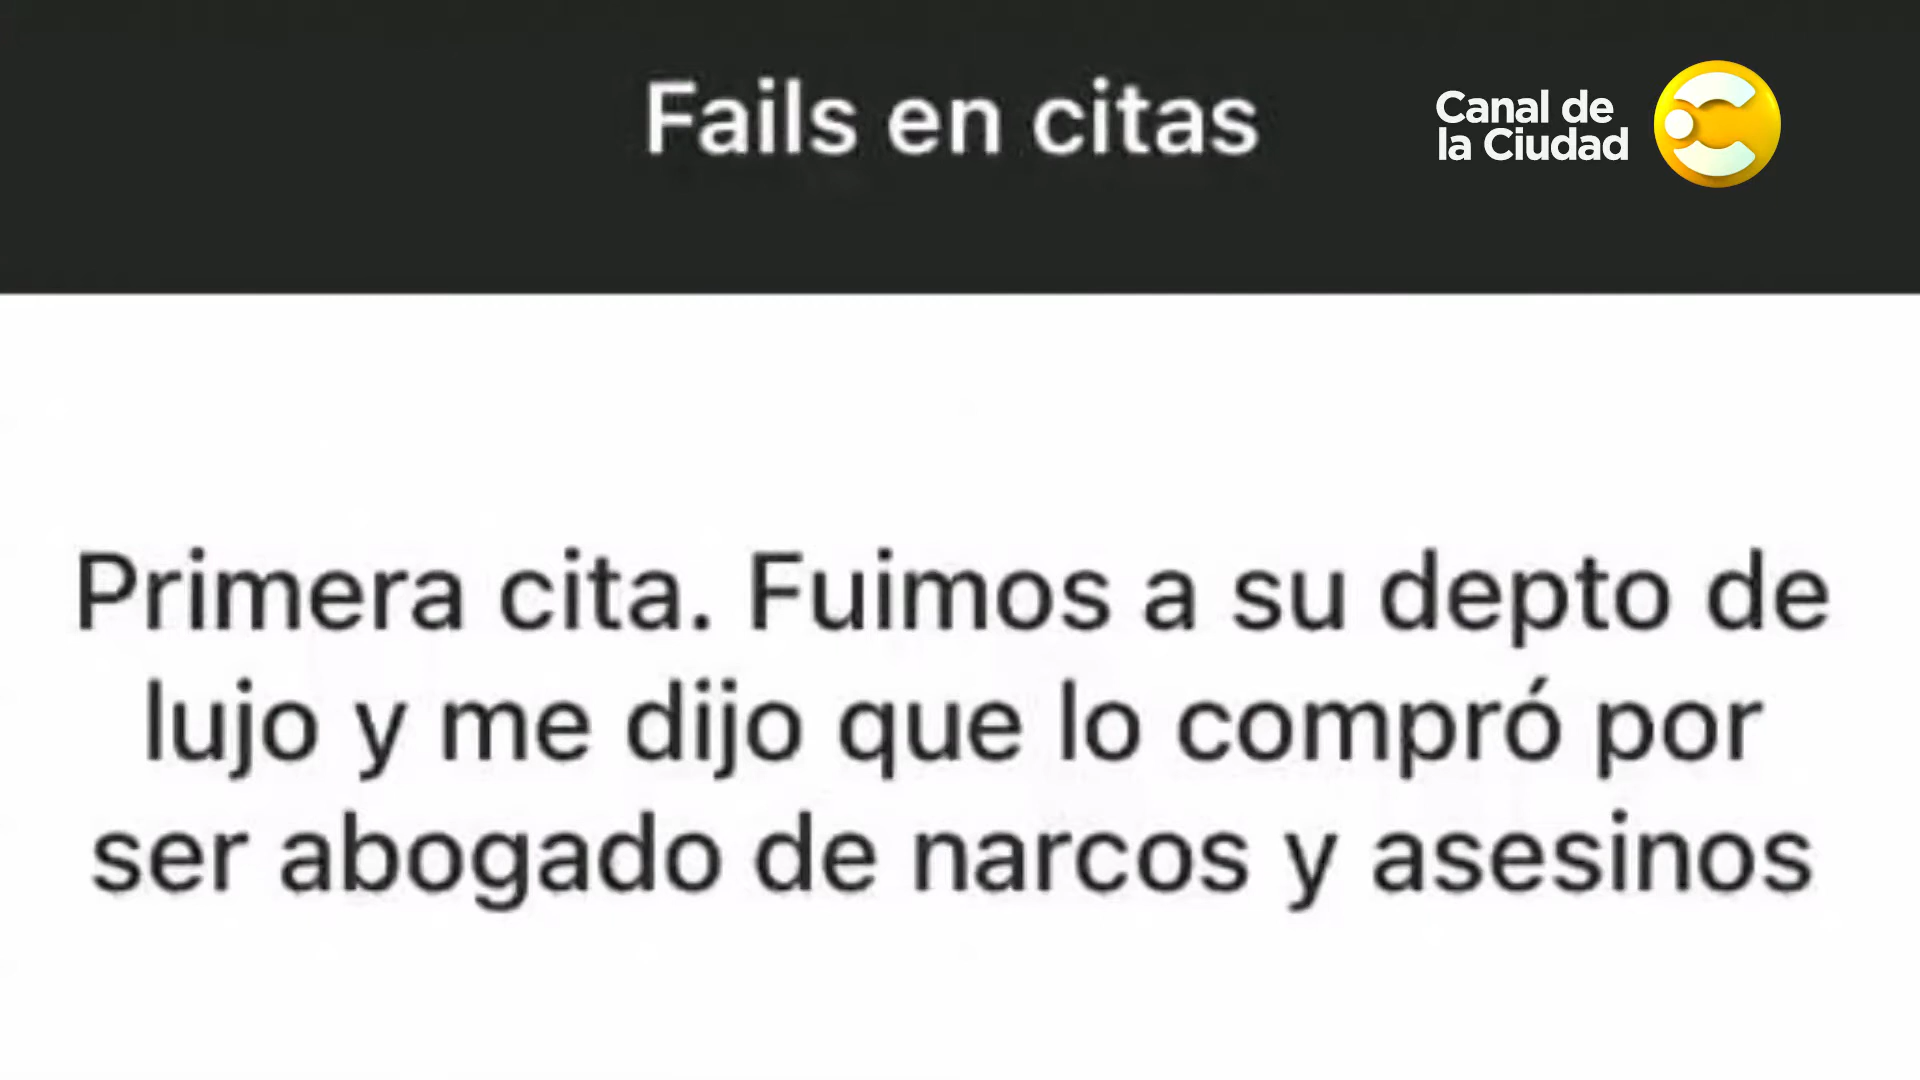 Fails en citas
Canal de
la Ciudad
Primera cita. Fuimos a su depto de
lujo y me dijo que lo compró por
ser abogado de narcos y asesinos